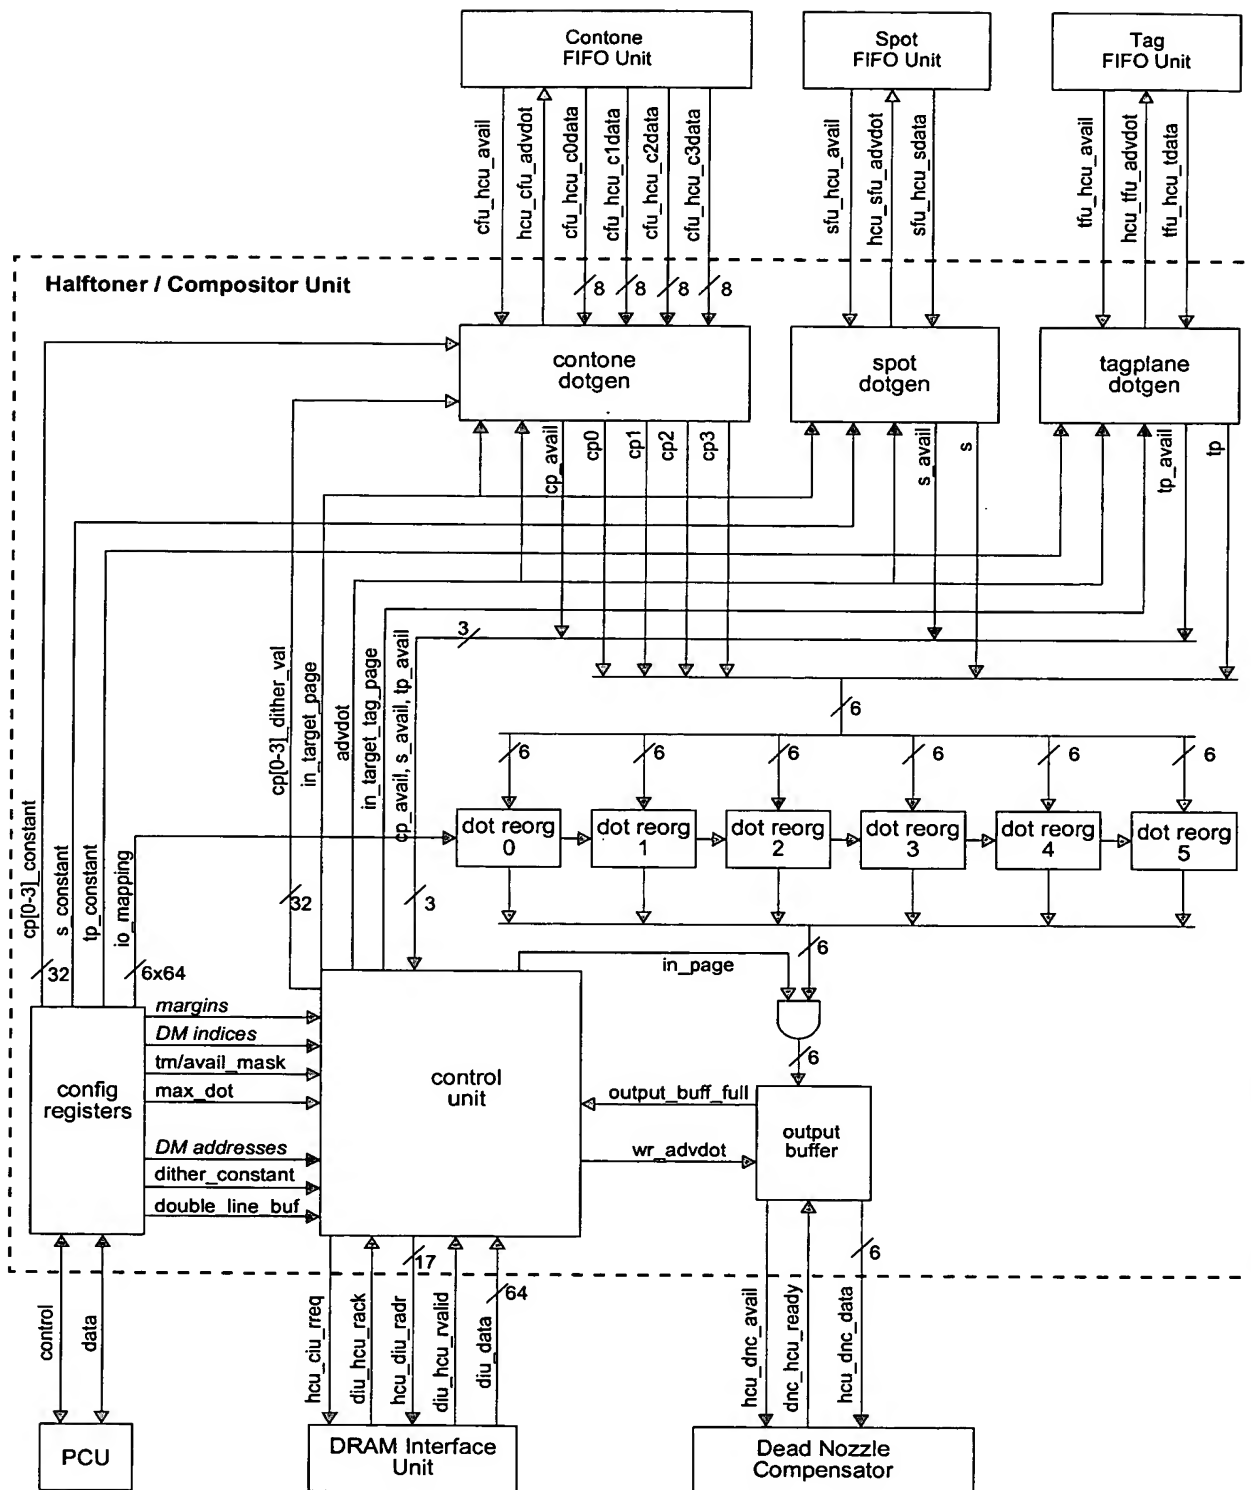 Contone
FIFO Unit
Spot
FIFO Unit
Tag
FIFO Unit
cfu_hcu_avail
hcu_cfu_advdot
cfu_hcu_c0data
cfu_hcu_c1data
cfu_hcu_c2data
cfu_hcu_c3data
sfu_hcu_avail
hcu_sfu_advdot
sfu_hcu_sdata
tfu_hcu_avail
hcu_tfu_advdot
tfu_hcu_tdata
Halftoner / Compositor Unit
8
8
8
8
contone
dotgen
spot
dotgen
tagplane
dotgen
cp_avail
cp0
cp1
cp2
cp3
s_avail
s
tp_avail
tp
3
6
cp[0-3]_constant
s_constant
tp_constant
io_mapping
cp[0-3]_dither_val
in_target_page
advdot
in_target_tag_page
cp_avail, s_avail, tp_avail
6
6
6
6
6
6
dot reorg
0
dot reorg
1
dot reorg
2
dot reorg
3
dot reorg
4
dot reorg
5
32
3
32
6x64
6
in_page
6
margins
DM indices
tm/avail_mask
max_dot
DM addresses
dither_constant
double_line_buf
config
registers
control
unit
output_buff_full
wr_advdot
output
buffer
17
64
6
control
data
hcu_ciu_rreq
diu_hcu_rack
hcu_diu_radr
diu_hcu_rvalid
diu_data
hcu_dnc_avail
dnc_hcu_ready
hcu_dnc_data
PCU
DRAM Interface
Unit
Dead Nozzle
Compensator